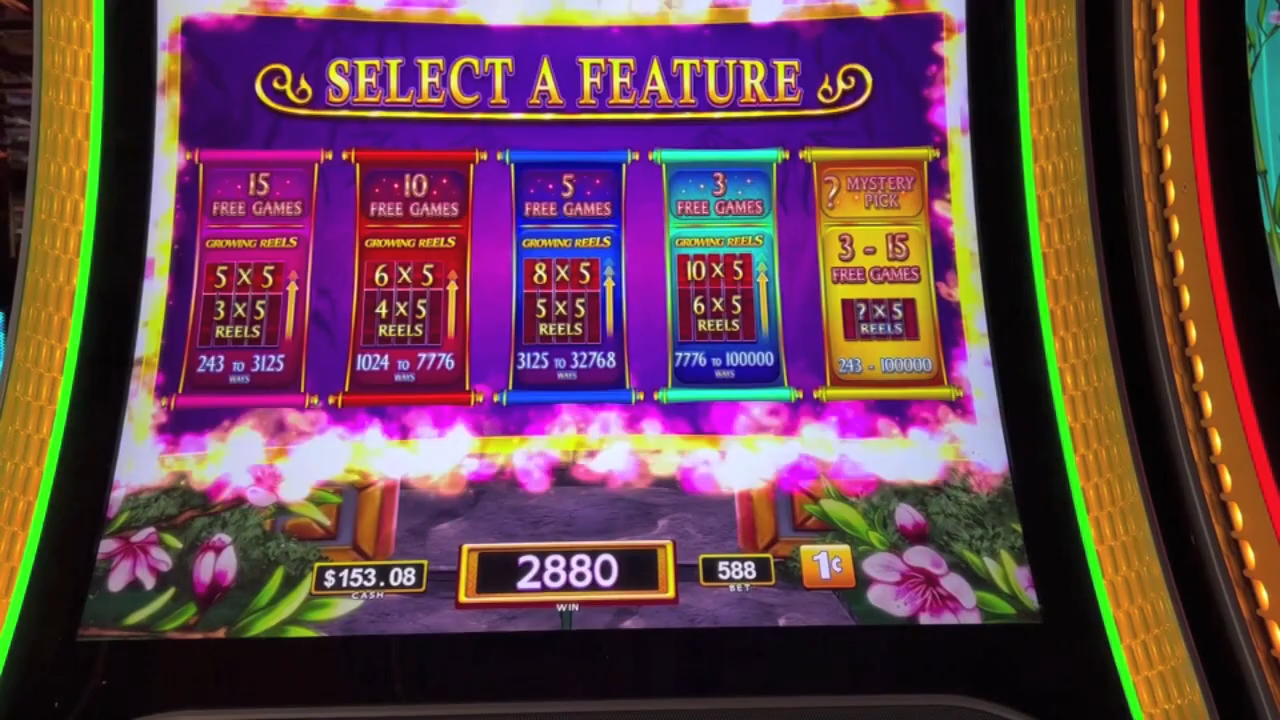 SELECT A FEATURE
15
FREE GAMES
GROWING REELS
5 X 5
3 X 5
REELS
243 TO 3125
WAYS
10
FREE GAMES
GROWING REELS
6 X 5
4 X 5
REELS
1024 TO 7776
WAYS
5
FREE GAMES
GROWING REELS
8 X 5
5 X 5
REELS
3125 TO 32768
WAYS
3
FREE GAMES
GROWING REELS
10 X 5
6 X 5
REELS
7776 TO 100000
WAYS
? MYSTERY
PICK
3 - 15
FREE GAMES
? X 5
REELS
243 - 100000
$153.08
CASH
2880
WIN
588
BET
1¢